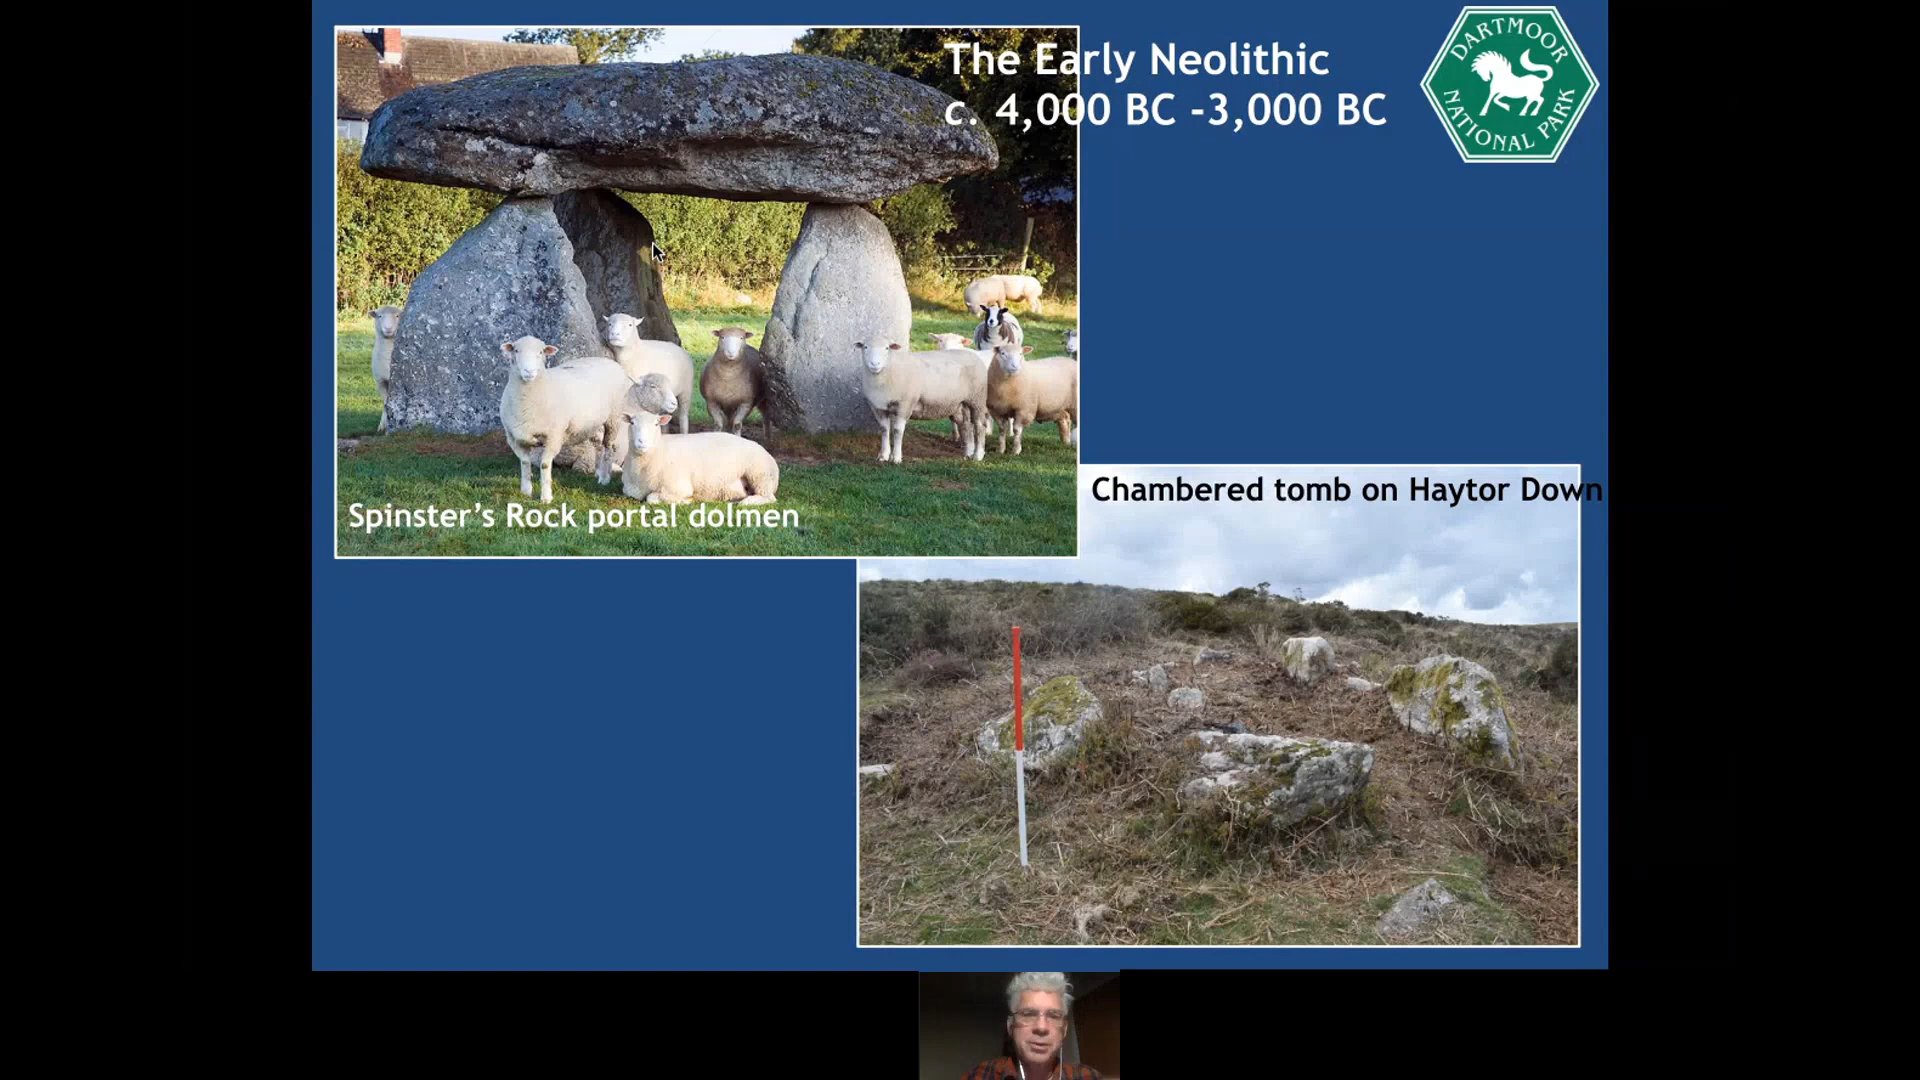 The Early Neolithic
c. 4,000 BC -3,000 BC
DARTMOOR
NATIONAL PARK
Spinster's Rock portal dolmen
Chambered tomb on Haytor Down